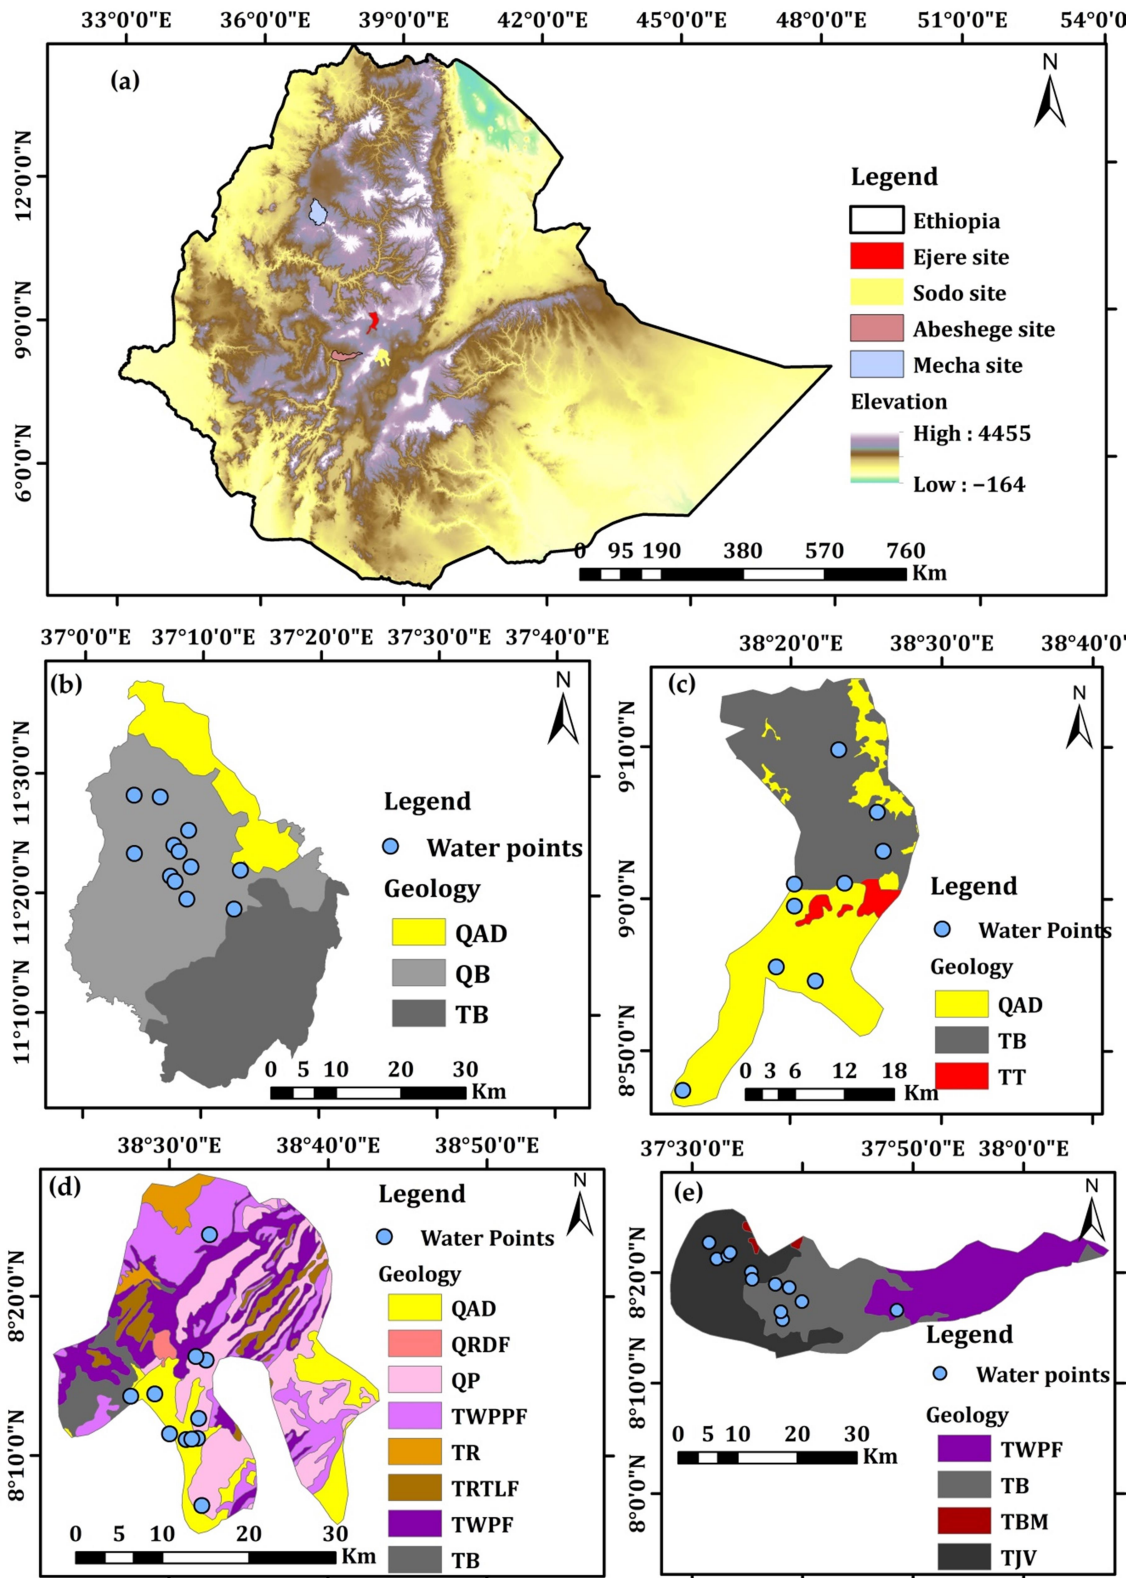 33°0'0"E 36°0'0"E 39°0'0"E 42°0'0"E 45°0'0"E 48°0'0"E 51°0'0"E 54°0'0"
(a)
N
12°0'0"N
9°0'0"N
6°0'0"N
Legend
Ethiopia
Ejere site
Sodo site
Abeshege site
Mecha site
Elevation
High : 4455
Low : −164
0 95 190 380 570 760
Km
37°0'0"E 37°10'0"E 37°20'0"E 37°30'0"E 37°40'0"E
(b)
N
11°30'0"N
11°20'0"N
11°10'0"N
Legend
Water points
Geology
QAD
QB
TB
0 5 10 20 30
Km
38°20'0"E 38°30'0"E 38°4
(c)
N
9°10'0"N
9°0'0"N
8°50'0"N
Legend
Water Points
Geology
QAD
TB
TT
0 3 6 12 18
Km
38°30'0"E 38°40'0"E 38°50'0"E
(d)
N
8°20'0"N
8°10'0"N
Legend
Water Points
Geology
QAD
QRDF
QP
TWPPF
TR
TRTLF
TWPF
TB
0 5 10 20 30
Km
37°30'0"E 37°50'0"E 38°0'0"E
(e)
N
8°20'0"N
8°10'0"N
8°0'0"N
Legend
Water points
Geology
TWPF
TB
TBM
TJV
0 5 10 20 30
Km